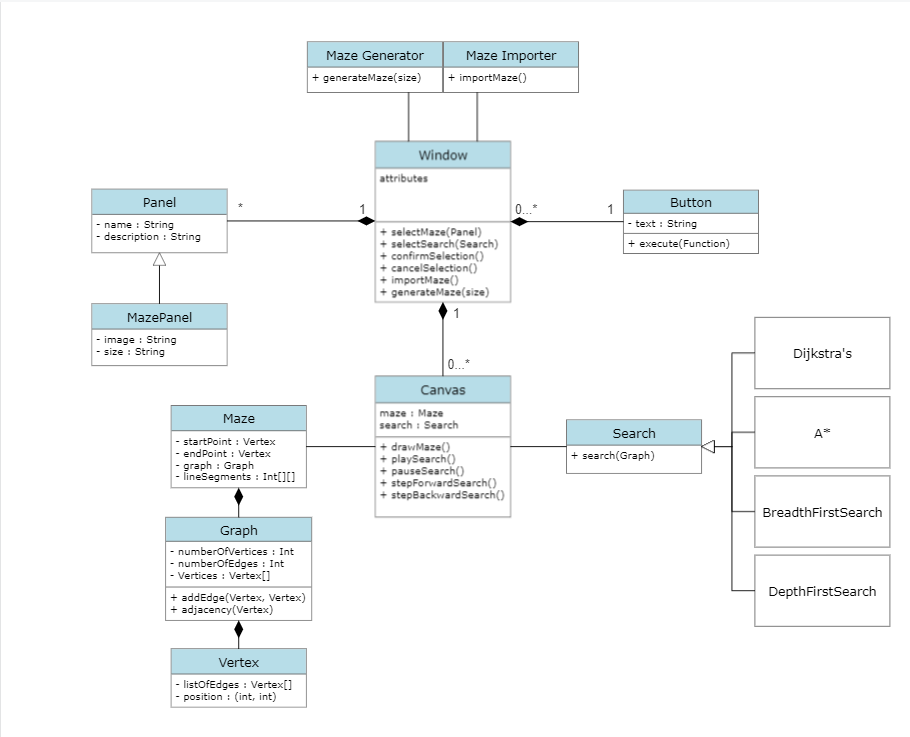 Maze Generator
+ generateMaze(size)
Maze Importer
+ importMaze()
Window
attributes
+ selectMaze(Panel)
+ selectSearch(Search)
+ confirmSelection()
+ cancelSelection()
+ importMaze()
+ generateMaze(size)
Panel
- name : String
- description : String
*
1
0...*
1
Button
- text : String
+ execute(Function)
MazePanel
- image : String
- size : String
1
0...*
Canvas
maze : Maze
search : Search
+ drawMaze()
+ playSearch()
+ pauseSearch()
+ stepForwardSearch()
+ stepBackwardSearch()
Maze
- startPoint : Vertex
- endPoint : Vertex
- graph : Graph
- lineSegments : Int[][]
Search
+ search(Graph)
Dijkstra's
A*
BreadthFirstSearch
DepthFirstSearch
Graph
- numberOfVertices : Int
- numberOfEdges : Int
- Vertices : Vertex[]
+ addEdge(Vertex, Vertex)
+ adjacency(Vertex)
Vertex
- listOfEdges : Vertex[]
- position : (int, int)